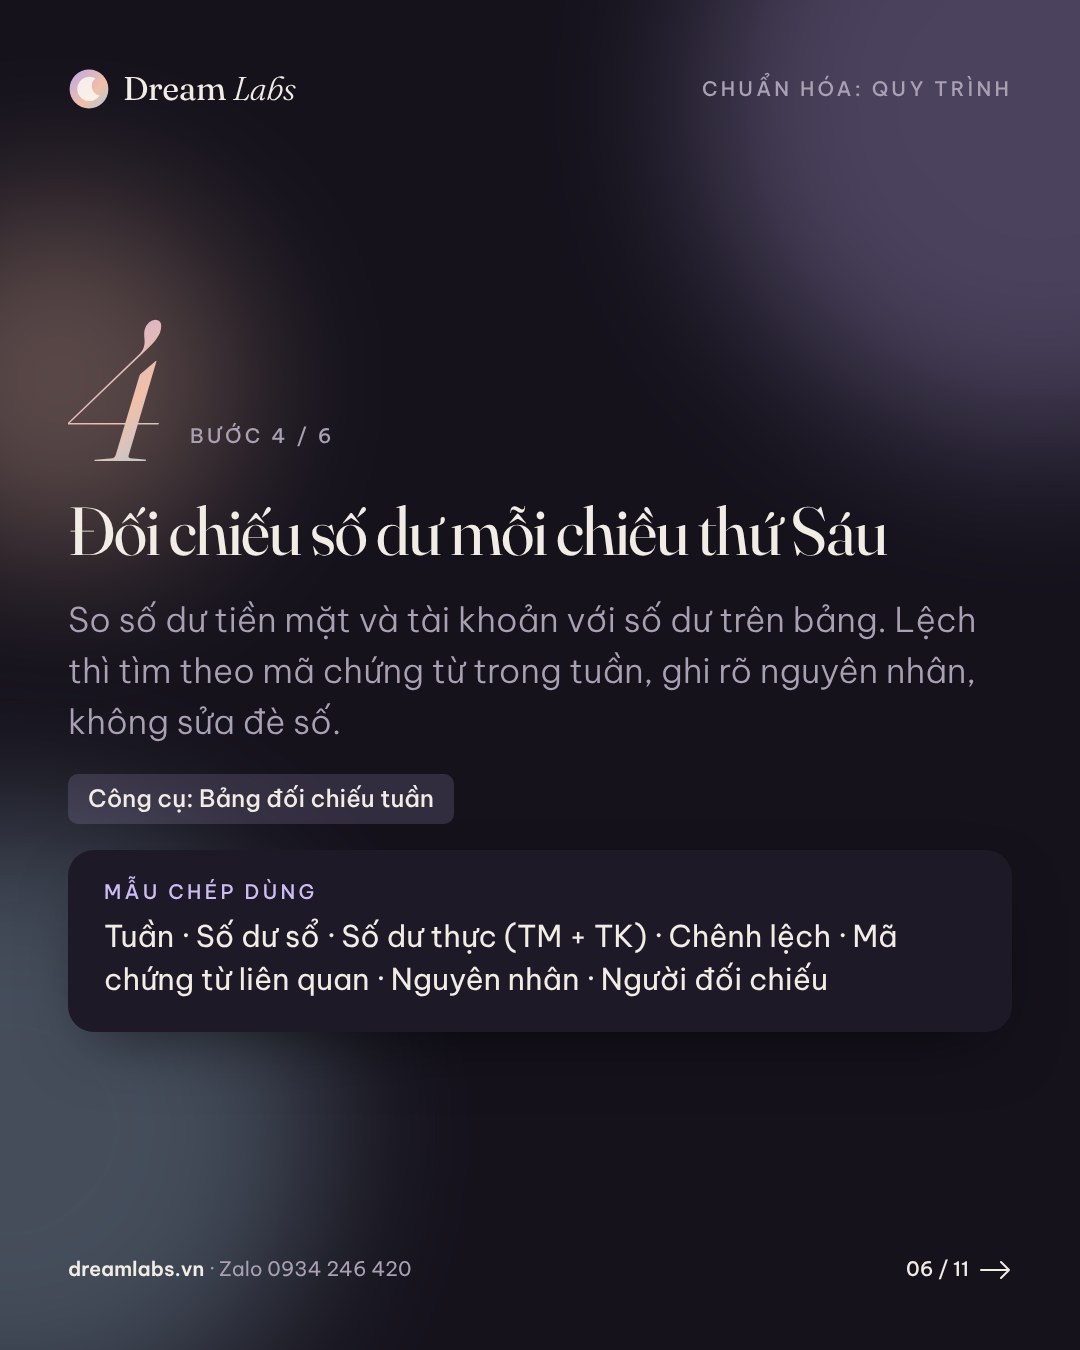 Dream Labs
CHUẨN HÓA: QUY TRÌNH
4
BƯỚC 4 / 6
Đối chiếu số dư mỗi chiều thứ Sáu
So số dư tiền mặt và tài khoản với số dư trên bảng. Lệch
thì tìm theo mã chứng từ trong tuần, ghi rõ nguyên nhân,
không sửa đè số.
Công cụ: Bảng đối chiếu tuần
MẪU CHÉP DÙNG
Tuần · Số dư sổ · Số dư thực (TM + TK) · Chênh lệch · Mã
chứng từ liên quan · Nguyên nhân · Người đối chiếu
dreamlabs.vn · Zalo 0934 246 420
06 / 11 →